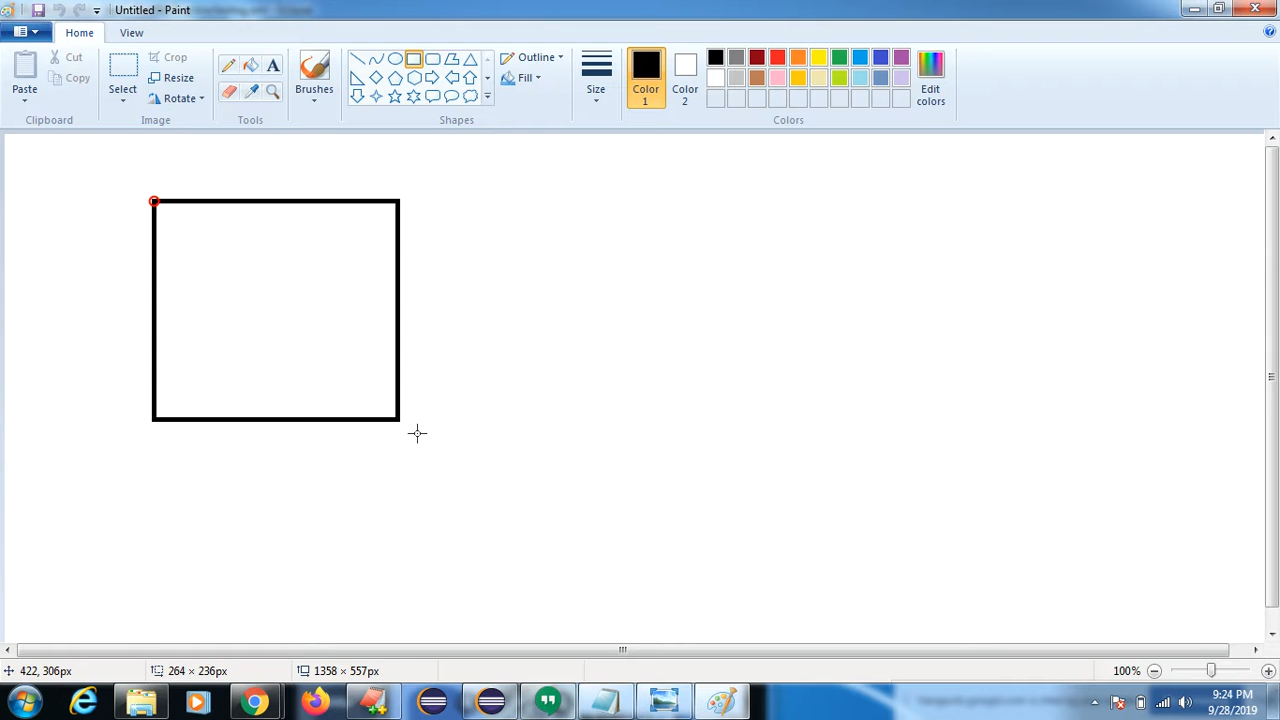 Untitled - Paint
Home
View
Paste
Cut
Copy
Clipboard
Select
Crop
Resize
Rotate
Image
Tools
Brushes
Outline
Fill
Shapes
Size
Color
1
Color
2
Edit
colors
Colors
422, 306px
264 × 236px
1358 × 557px
100%
9:24 PM
9/28/2019